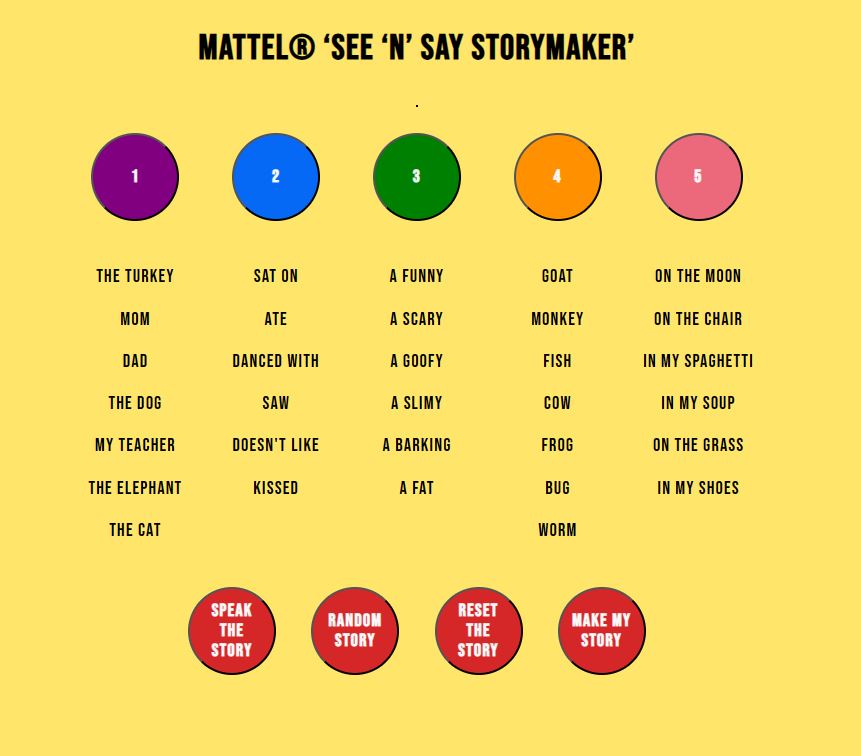 MATTEL® ‘SEE ‘N’ SAY STORYMAKER’
.
1 2 3 4 5
THE TURKEY SAT ON A FUNNY GOAT ON THE MOON
MOM ATE A SCARY MONKEY ON THE CHAIR
DAD DANCED WITH A GOOFY FISH IN MY SPAGHETTI
THE DOG SAW A SLIMY COW IN MY SOUP
MY TEACHER DOESN'T LIKE A BARKING FROG ON THE GRASS
THE ELEPHANT KISSED A FAT BUG IN MY SHOES
THE CAT WORM
SPEAK
THE
STORY
RANDOM
STORY
RESET
THE
STORY
MAKE MY
STORY